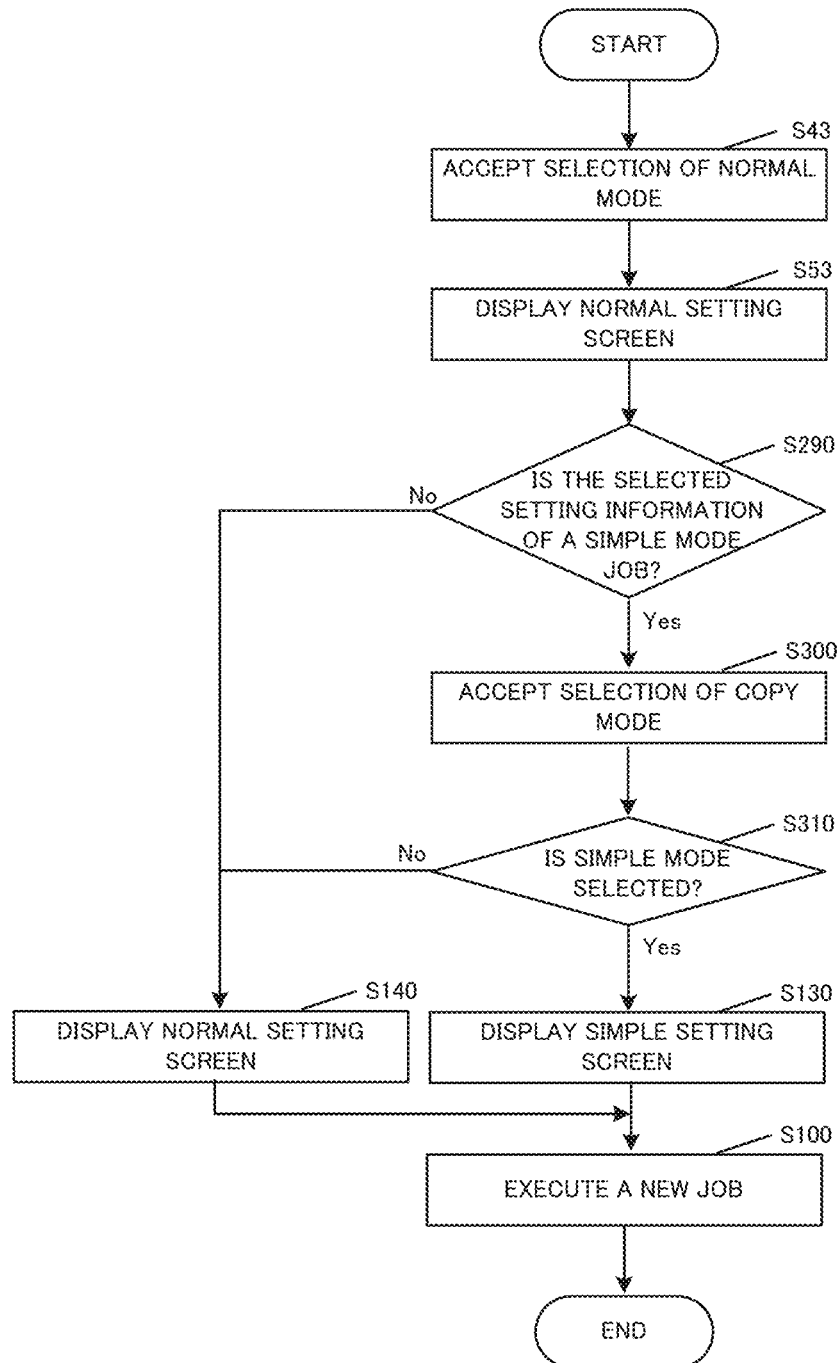 START
S43
ACCEPT SELECTION OF NORMAL
MODE
S53
DISPLAY NORMAL SETTING
SCREEN
S290
IS THE SELECTED
SETTING INFORMATION
OF A SIMPLE MODE
JOB?
No
Yes
S300
ACCEPT SELECTION OF COPY
MODE
S310
IS SIMPLE MODE
SELECTED?
No
Yes
S140
DISPLAY NORMAL SETTING
SCREEN
S130
DISPLAY SIMPLE SETTING
SCREEN
S100
EXECUTE A NEW JOB
END